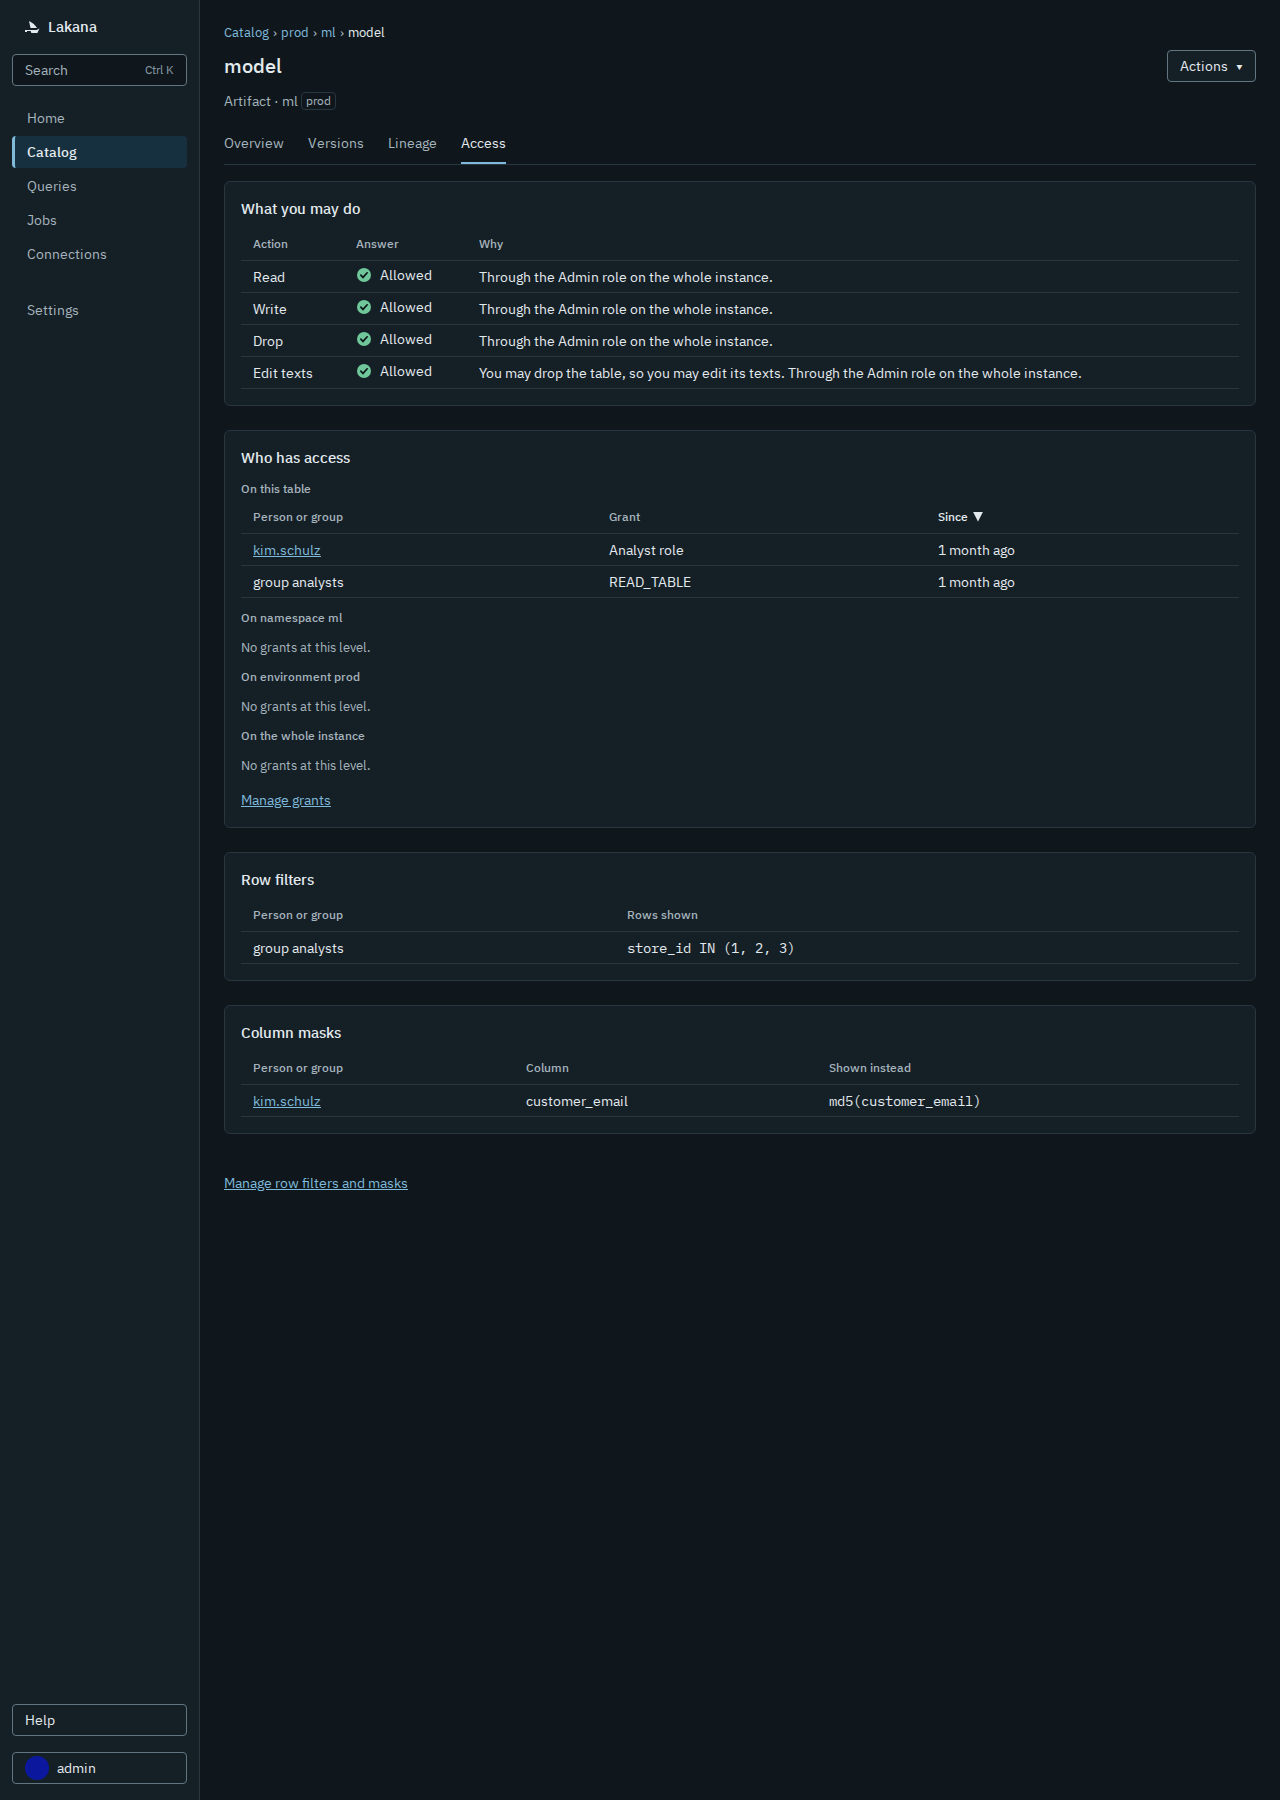 Lakana
Search Ctrl K
Home
Catalog
Queries
Jobs
Connections
Settings
Help
admin
Catalog › prod › ml › model
model
Actions ▾
Artifact · ml prod
Overview Versions Lineage Access
What you may do
Action Answer Why
Read Allowed Through the Admin role on the whole instance.
Write Allowed Through the Admin role on the whole instance.
Drop Allowed Through the Admin role on the whole instance.
Edit texts Allowed You may drop the table, so you may edit its texts. Through the Admin role on the whole instance.
Who has access
On this table
Person or group Grant Since ▼
kim.schulz Analyst role 1 month ago
group analysts READ_TABLE 1 month ago
On namespace ml
No grants at this level.
On environment prod
No grants at this level.
On the whole instance
No grants at this level.
Manage grants
Row filters
Person or group Rows shown
group analysts store_id IN (1, 2, 3)
Column masks
Person or group Column Shown instead
kim.schulz customer_email md5(customer_email)
Manage row filters and masks